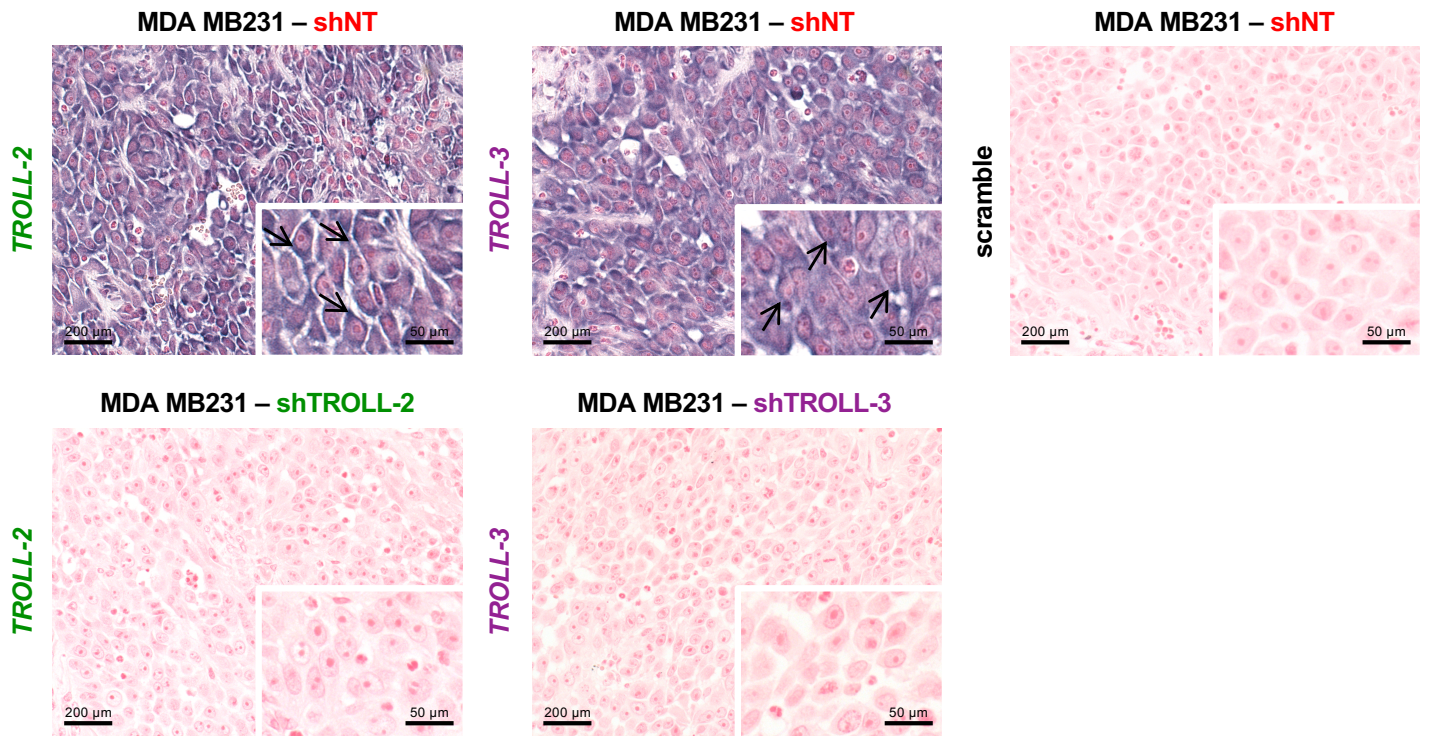 MDA MB231 – shNT
MDA MB231 – shNT
MDA MB231 – shNT
TROLL-2
200 µm
50 µm
TROLL-3
200 µm
50 µm
scramble
200 µm
50 µm
MDA MB231 – shTROLL-2
MDA MB231 – shTROLL-3
TROLL-2
200 µm
50 µm
TROLL-3
200 µm
50 µm